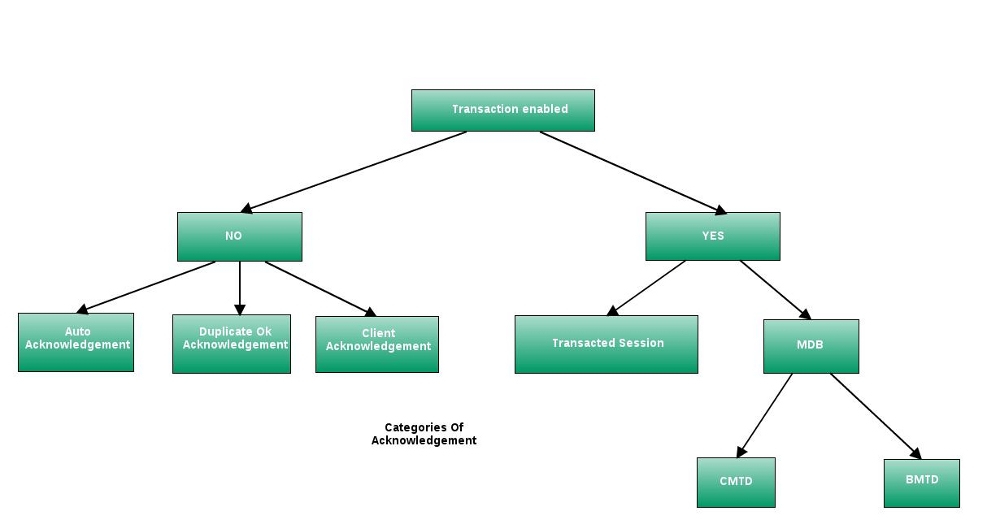 Transaction enabled
NO
YES
Auto
Acknowledgement
Duplicate Ok
Acknowledgement
Client
Acknowledgement
Transacted Session
MDB
Categories Of
Acknowledgement
CMTD
BMTD